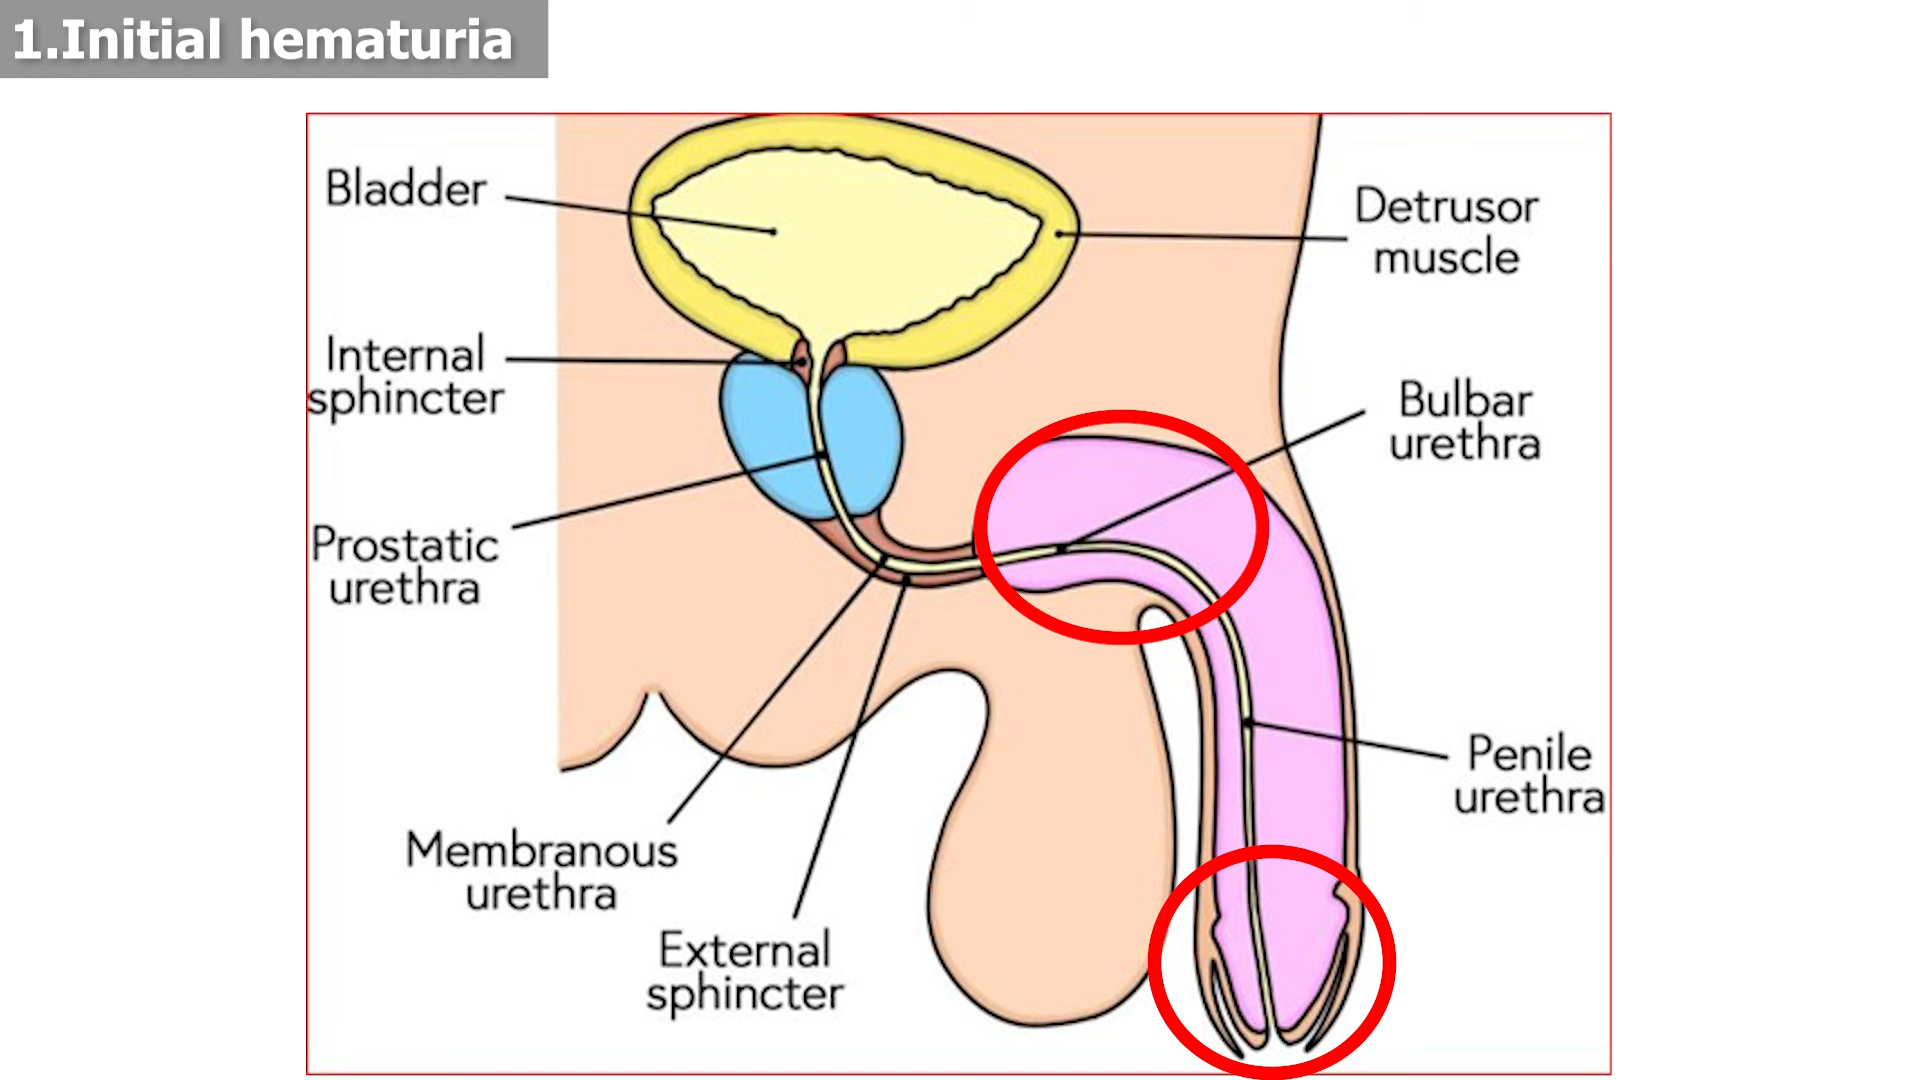 1.Initial hematuria
Bladder
Detrusor
muscle
Internal
sphincter
Bulbar
urethra
Prostatic
urethra
Penile
urethra
Membranous
urethra
External
sphincter